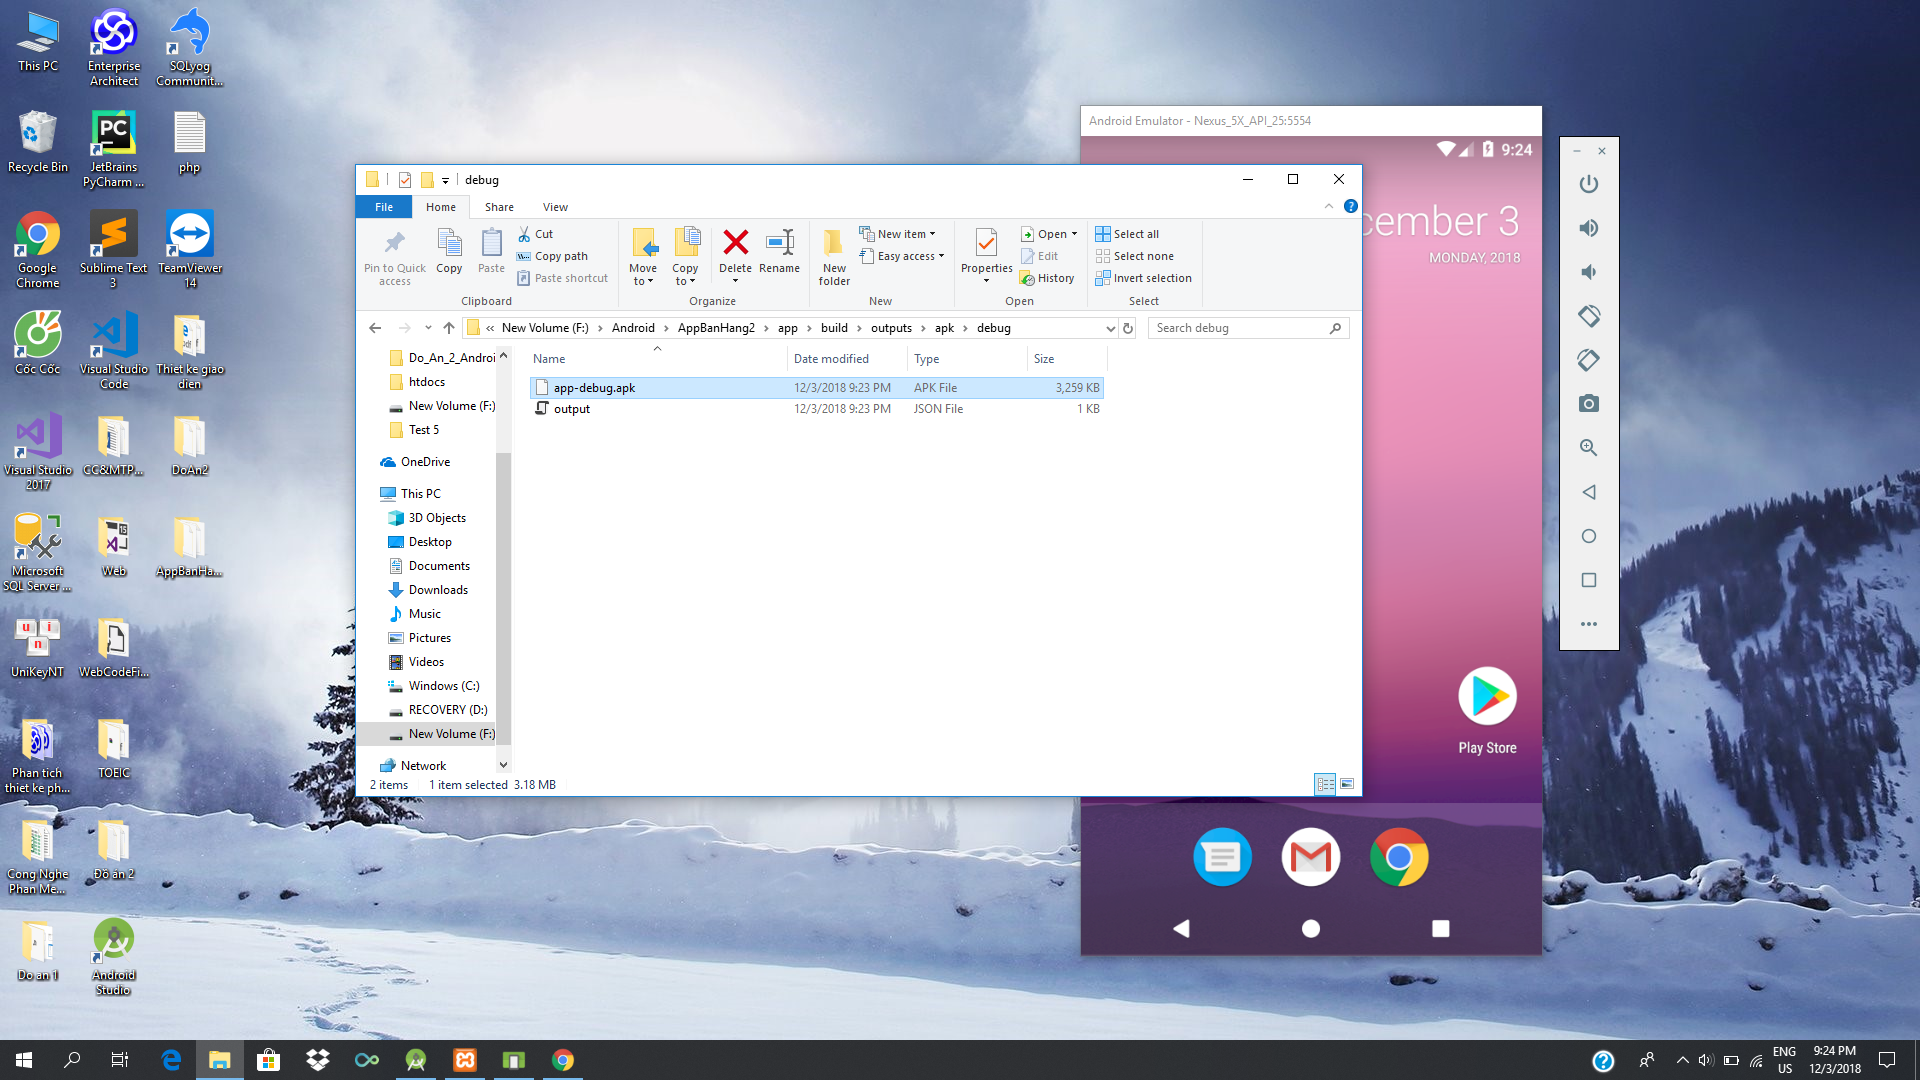 This PC
Enterprise
Architect
SQLyog
Communit...
Recycle Bin
PC
JetBrains
PyCharm ...
php
Google
Chrome
Sublime Text
3
TeamViewer
14
Cốc Cốc
Visual Studio
Code
Thiet ke giao
dien
Visual Studio
2017
CC&MTP...
DoAn2
Microsoft
SQL Server ...
Web
AppBanHa...
UniKeyNT
WebCodeFi...
Phan tich
thiet ke ph...
TOEIC
Cong Nghe
Phan Me...
Đồ án 2
Do an 1
Android
Studio
Android Emulator - Nexus_5X_API_25:5554
9:24
cember 3
MONDAY, 2018
Play Store
debug
File
Home
Share
View
Pin to Quick
access
Copy
Paste
Cut
Copy path
Paste shortcut
Clipboard
Move
to
Copy
to
Delete
Rename
Organize
New
folder
New item
Easy access
New
Properties
Open
Edit
History
Open
Select all
Select none
Invert selection
Select
« New Volume (F:) > Android > AppBanHang2 > app > build > outputs > apk > debug
Search debug
Do_An_2_Androi
htdocs
New Volume (F:)
Test 5
OneDrive
This PC
3D Objects
Desktop
Documents
Downloads
Music
Pictures
Videos
Windows (C:)
RECOVERY (D:)
New Volume (F:)
Network
Name
Date modified
Type
Size
app-debug.apk
12/3/2018 9:23 PM
APK File
3,259 KB
output
12/3/2018 9:23 PM
JSON File
1 KB
2 items
1 item selected 3.18 MB
ENG
US
9:24 PM
12/3/2018